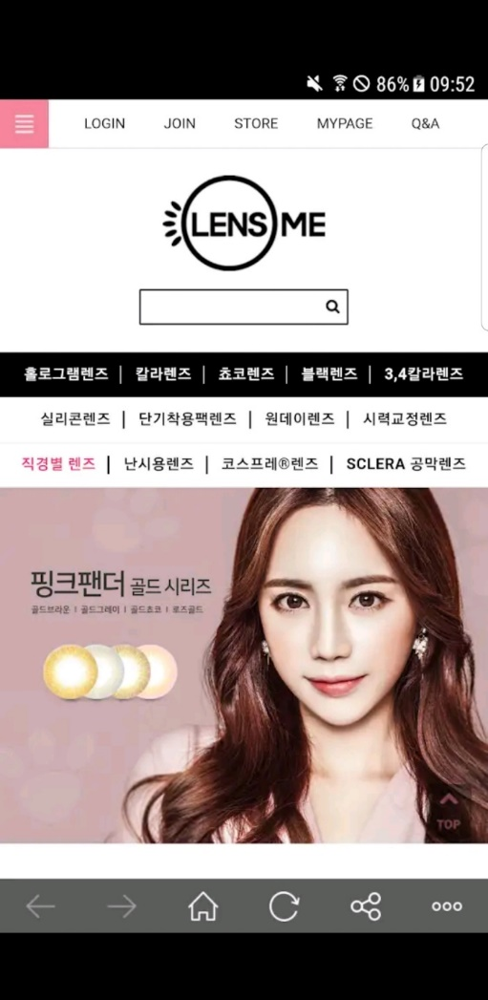 86% 09:52
LOGIN JOIN STORE MYPAGE Q&A
LENS ME
홀로그램렌즈 | 칼라렌즈 | 쵸코렌즈 | 블랙렌즈 | 3,4칼라렌즈
실리콘렌즈 | 단기착용팩렌즈 | 원데이렌즈 | 시력교정렌즈
직경별 렌즈 | 난시용렌즈 | 코스프레®렌즈 | SCLERA 공막렌즈
핑크팬더 골드 시리즈
골드브라운 I 골드그레이 I 골드쵸코 I 로즈골드
TOP